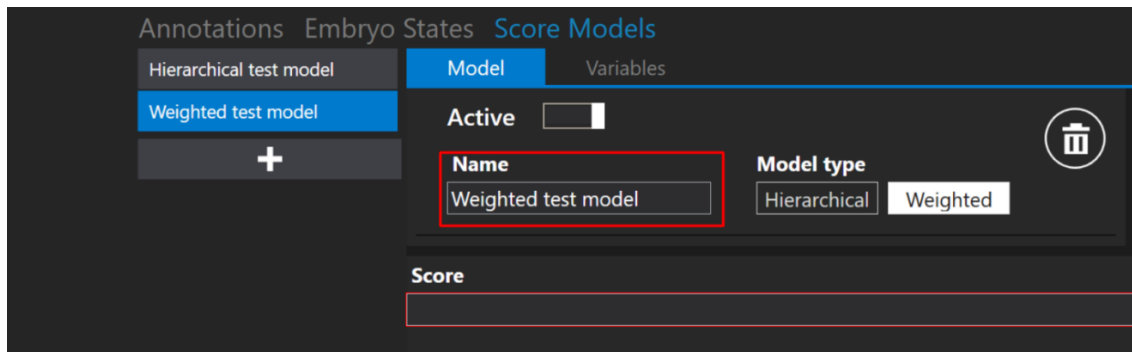 Annotations Embryo States Score Models
Hierarchical test model
Weighted test model
Model Variables
Active
Name
Weighted test model
Model type
Hierarchical Weighted
Score